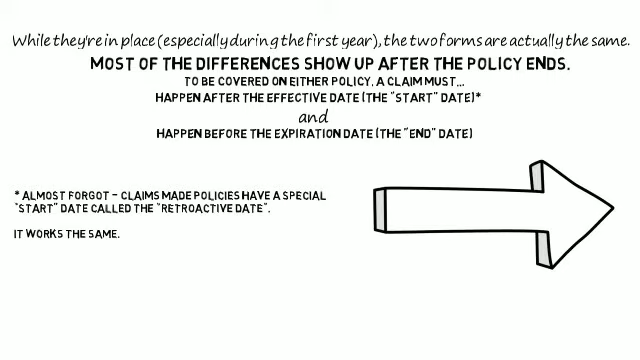 While they're in place (especially during the first year), the two forms are actually the same.
MOST OF THE DIFFERENCES SHOW UP AFTER THE POLICY ENDS.
TO BE COVERED ON EITHER POLICY, A CLAIM MUST...
HAPPEN AFTER THE EFFECTIVE DATE (THE "START" DATE)*
and
HAPPEN BEFORE THE EXPIRATION DATE (THE "END" DATE)
* ALMOST FORGOT - CLAIMS MADE POLICIES HAVE A SPECIAL
"START" DATE CALLED THE "RETROACTIVE DATE".
IT WORKS THE SAME.